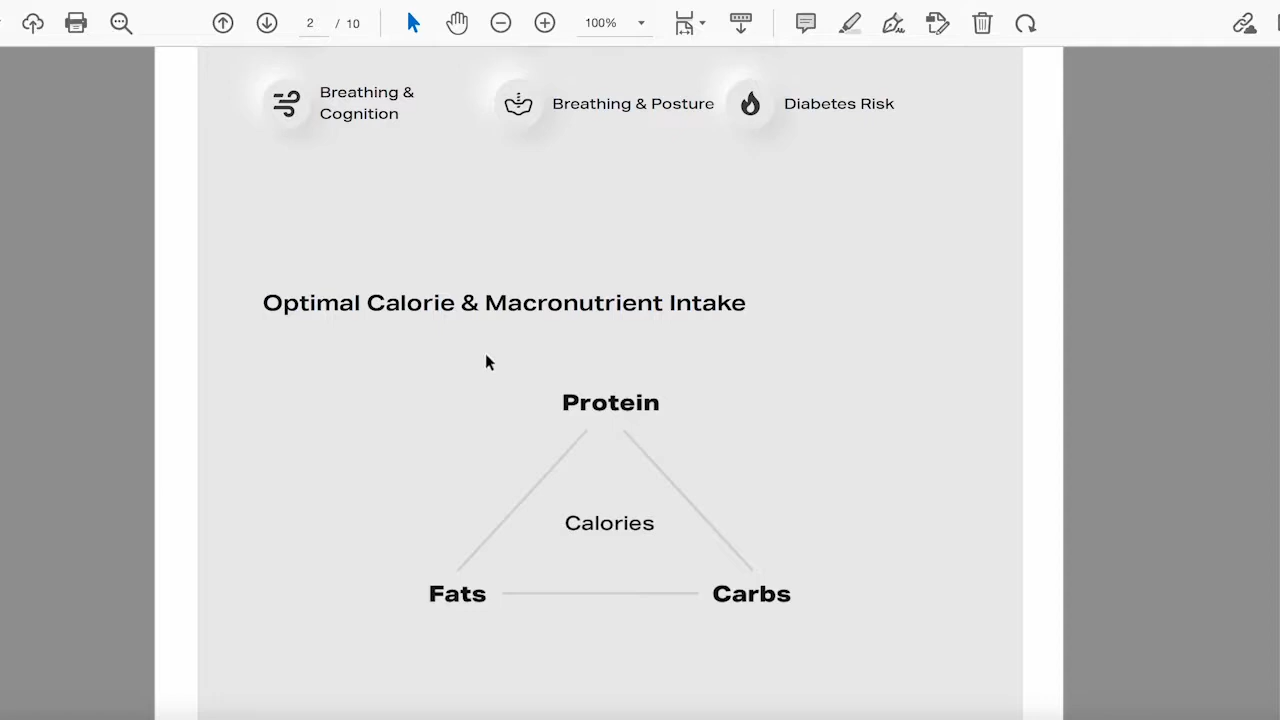 2 / 10
100%
Breathing &
Cognition
Breathing & Posture
Diabetes Risk
Optimal Calorie & Macronutrient Intake
Protein
Calories
Fats
Carbs